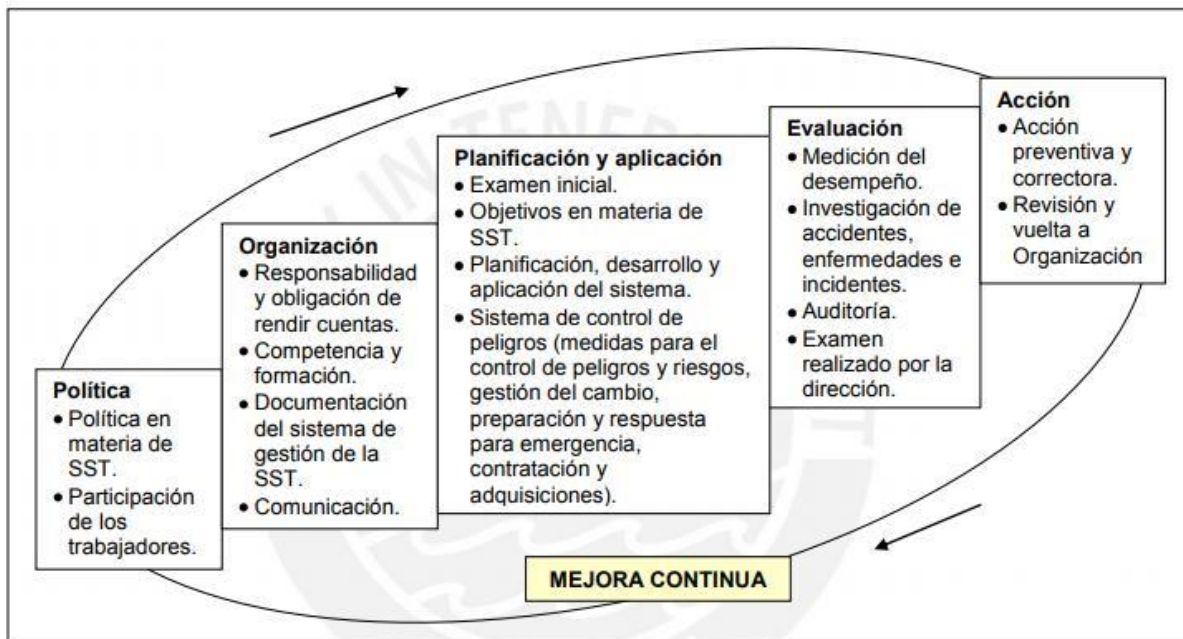 Política
• Política en
materia de
SST.
• Participación
de los
trabajadores.
Organización
• Responsabilidad
y obligación de
rendir cuentas.
• Competencia y
formación.
• Documentación
del sistema de
gestión de la
SST.
• Comunicación.
Planificación y aplicación
• Examen inicial.
• Objetivos en materia de
SST.
• Planificación, desarrollo y
aplicación del sistema.
• Sistema de control de
peligros (medidas para el
control de peligros y riesgos,
gestión del cambio,
preparación y respuesta
para emergencia,
contratación y
adquisiciones).
Evaluación
• Medición del
desempeño.
• Investigación de
accidentes,
enfermedades e
incidentes.
• Auditoría.
• Examen
realizado por la
dirección.
Acción
• Acción
preventiva y
correctora.
• Revisión y
vuelta a
Organización
MEJORA CONTINUA